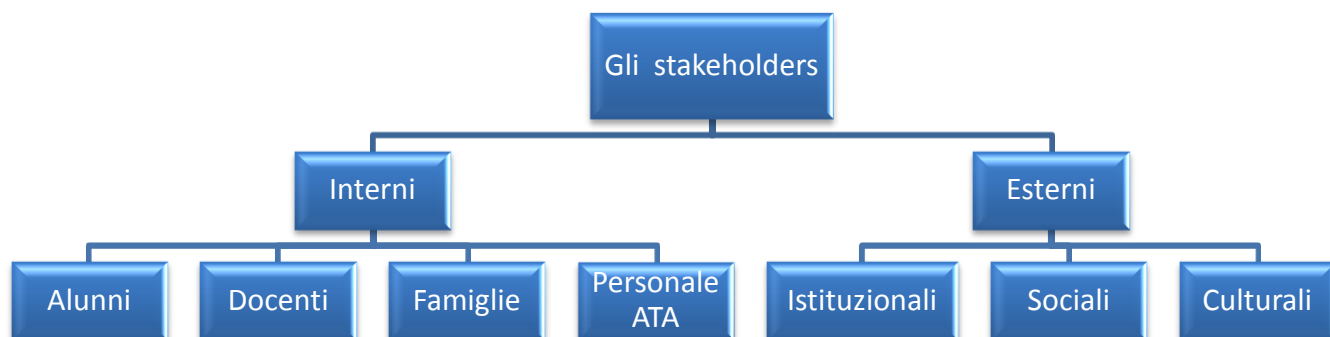 Gli stakeholders
Interni
Esterni
Alunni
Docenti
Famiglie
Personale
ATA
Istituzionali
Sociali
Culturali